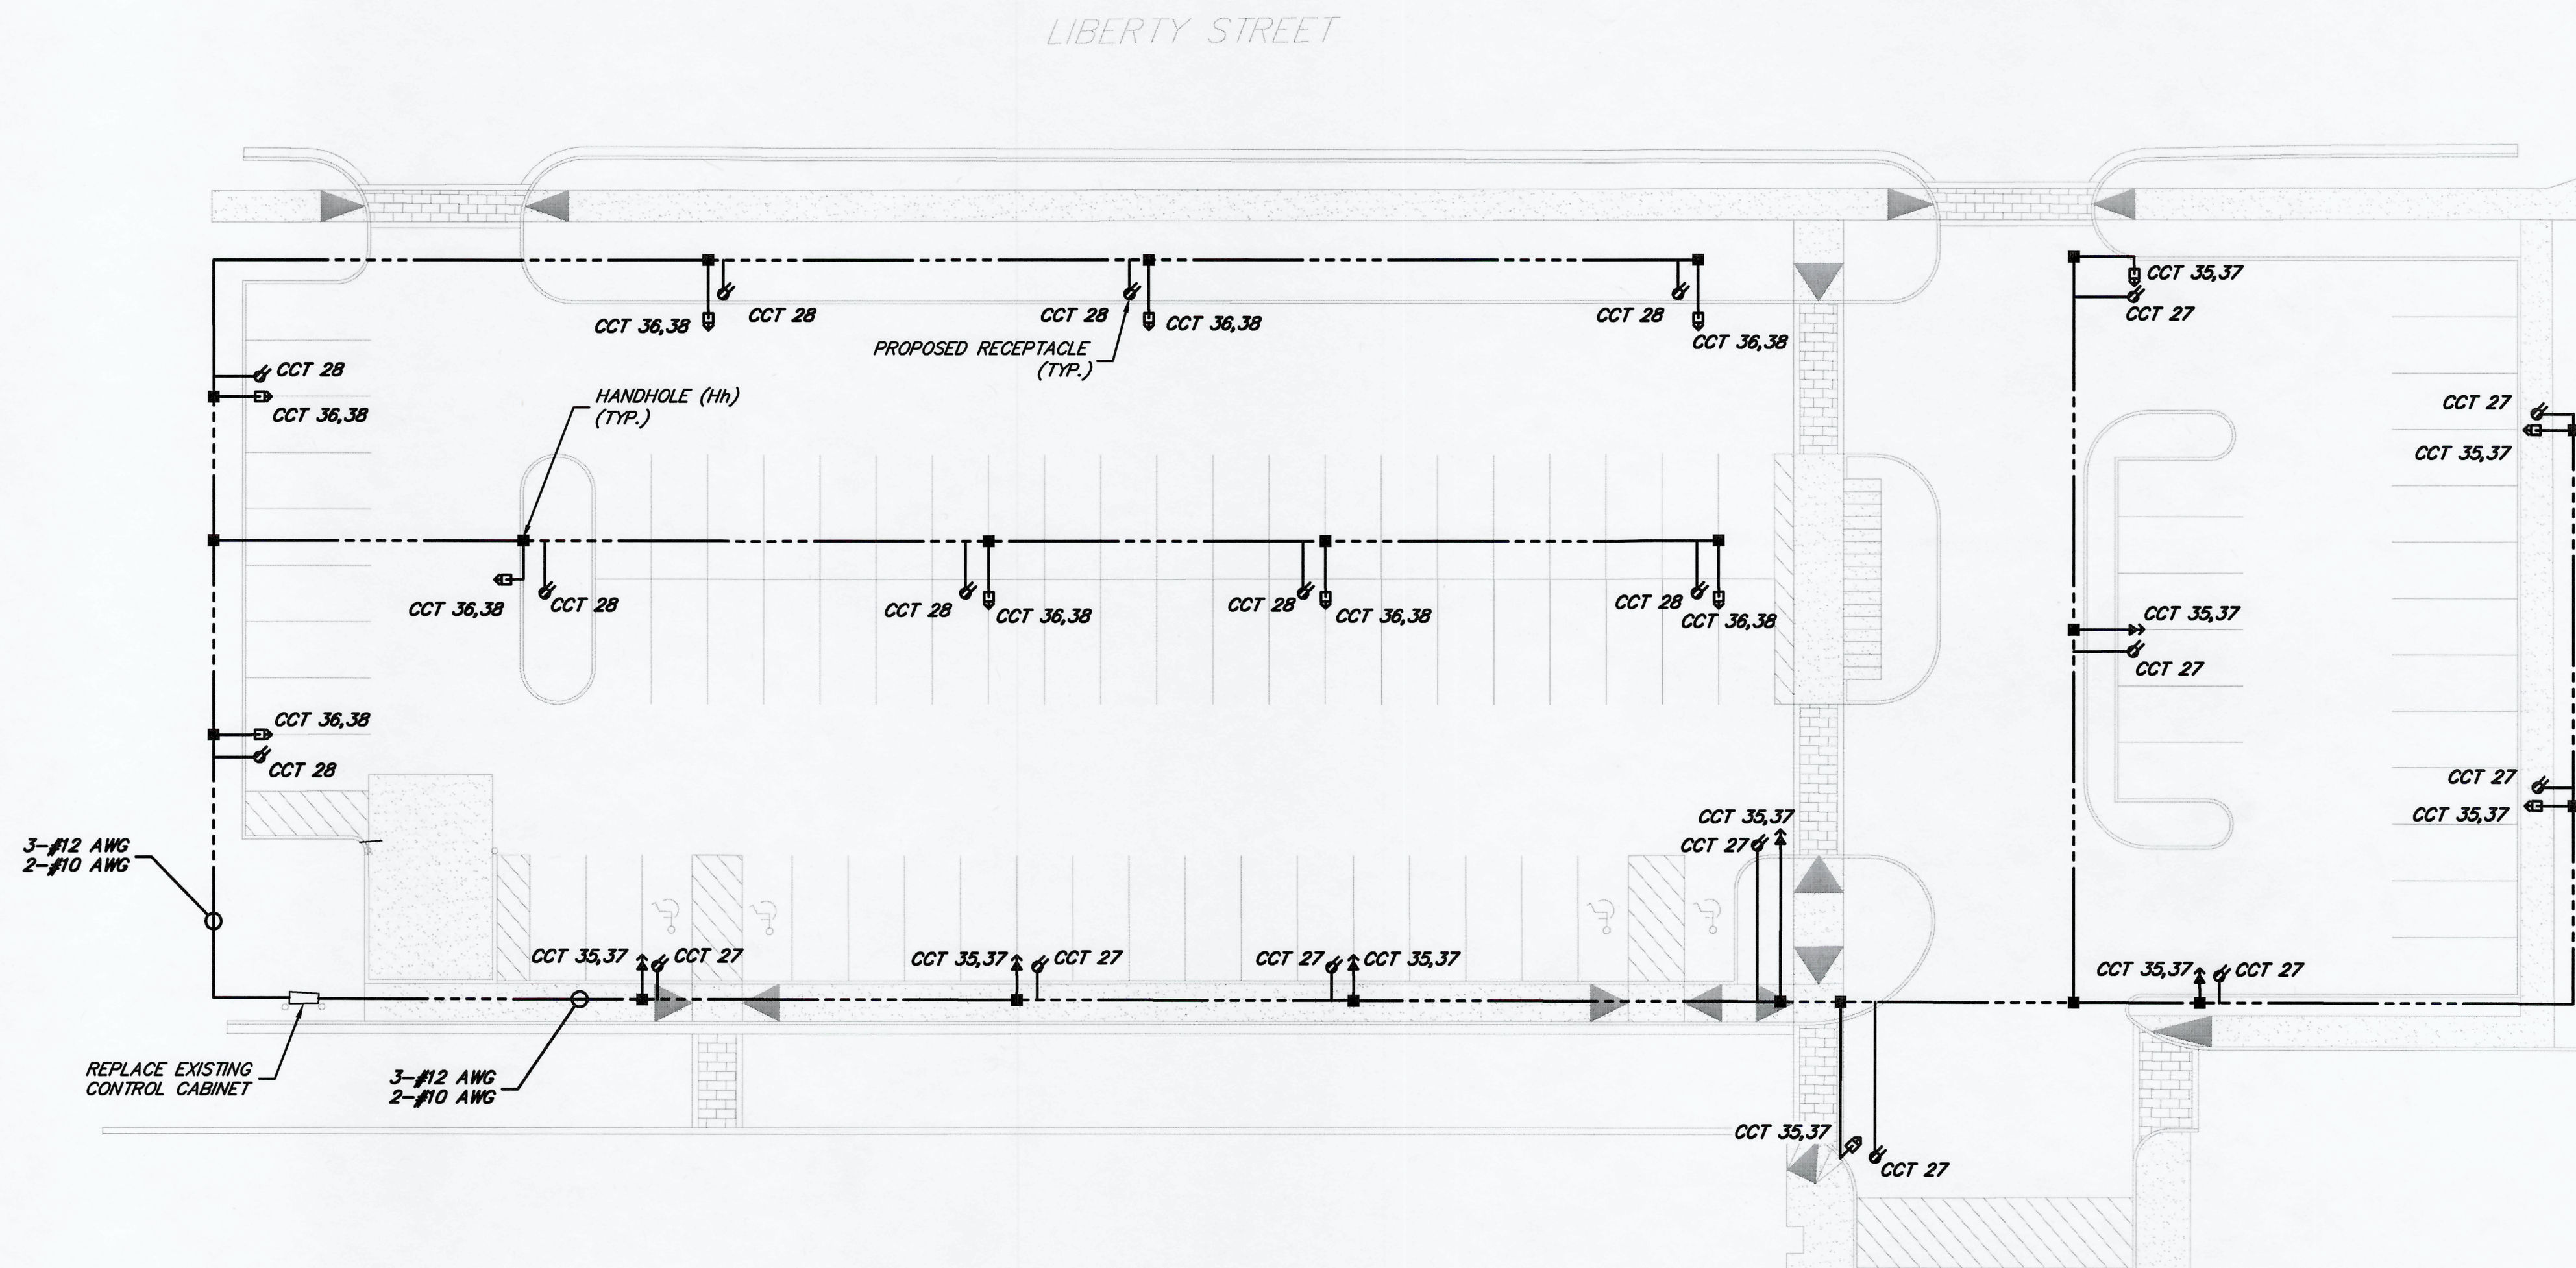 LIBERTY STREET
CCT 35,37
CCT 27
CCT 36,38
CCT 28
CCT 28
CCT 36,38
CCT 28
CCT 36,38
PROPOSED RECEPTACLE
(TYP.)
CCT 28
CCT 36,38
HANDHOLE (Hh)
(TYP.)
CCT 27
CCT 35,37
CCT 36,38
CCT 28
CCT 28
CCT 36,38
CCT 28
CCT 36,38
CCT 28
CCT 36,38
CCT 35,37
CCT 27
CCT 36,38
CCT 28
CCT 27
CCT 35,37
CCT 35,37
CCT 27
3-#12 AWG
2-#10 AWG
CCT 35,37
CCT 27
CCT 35,37
CCT 27
CCT 27
CCT 35,37
CCT 35,37
CCT 27
REPLACE EXISTING
CONTROL CABINET
3-#12 AWG
2-#10 AWG
CCT 35,37
CCT 27